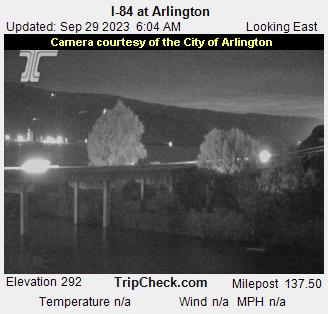 I-84 at Arlington
Updated: Sep 29 2023 6:04 AM Looking East
Camera courtesy of the City of Arlington
Elevation 292 TripCheck.com Milepost 137.50
Temperature n/a Wind n/a MPH n/a